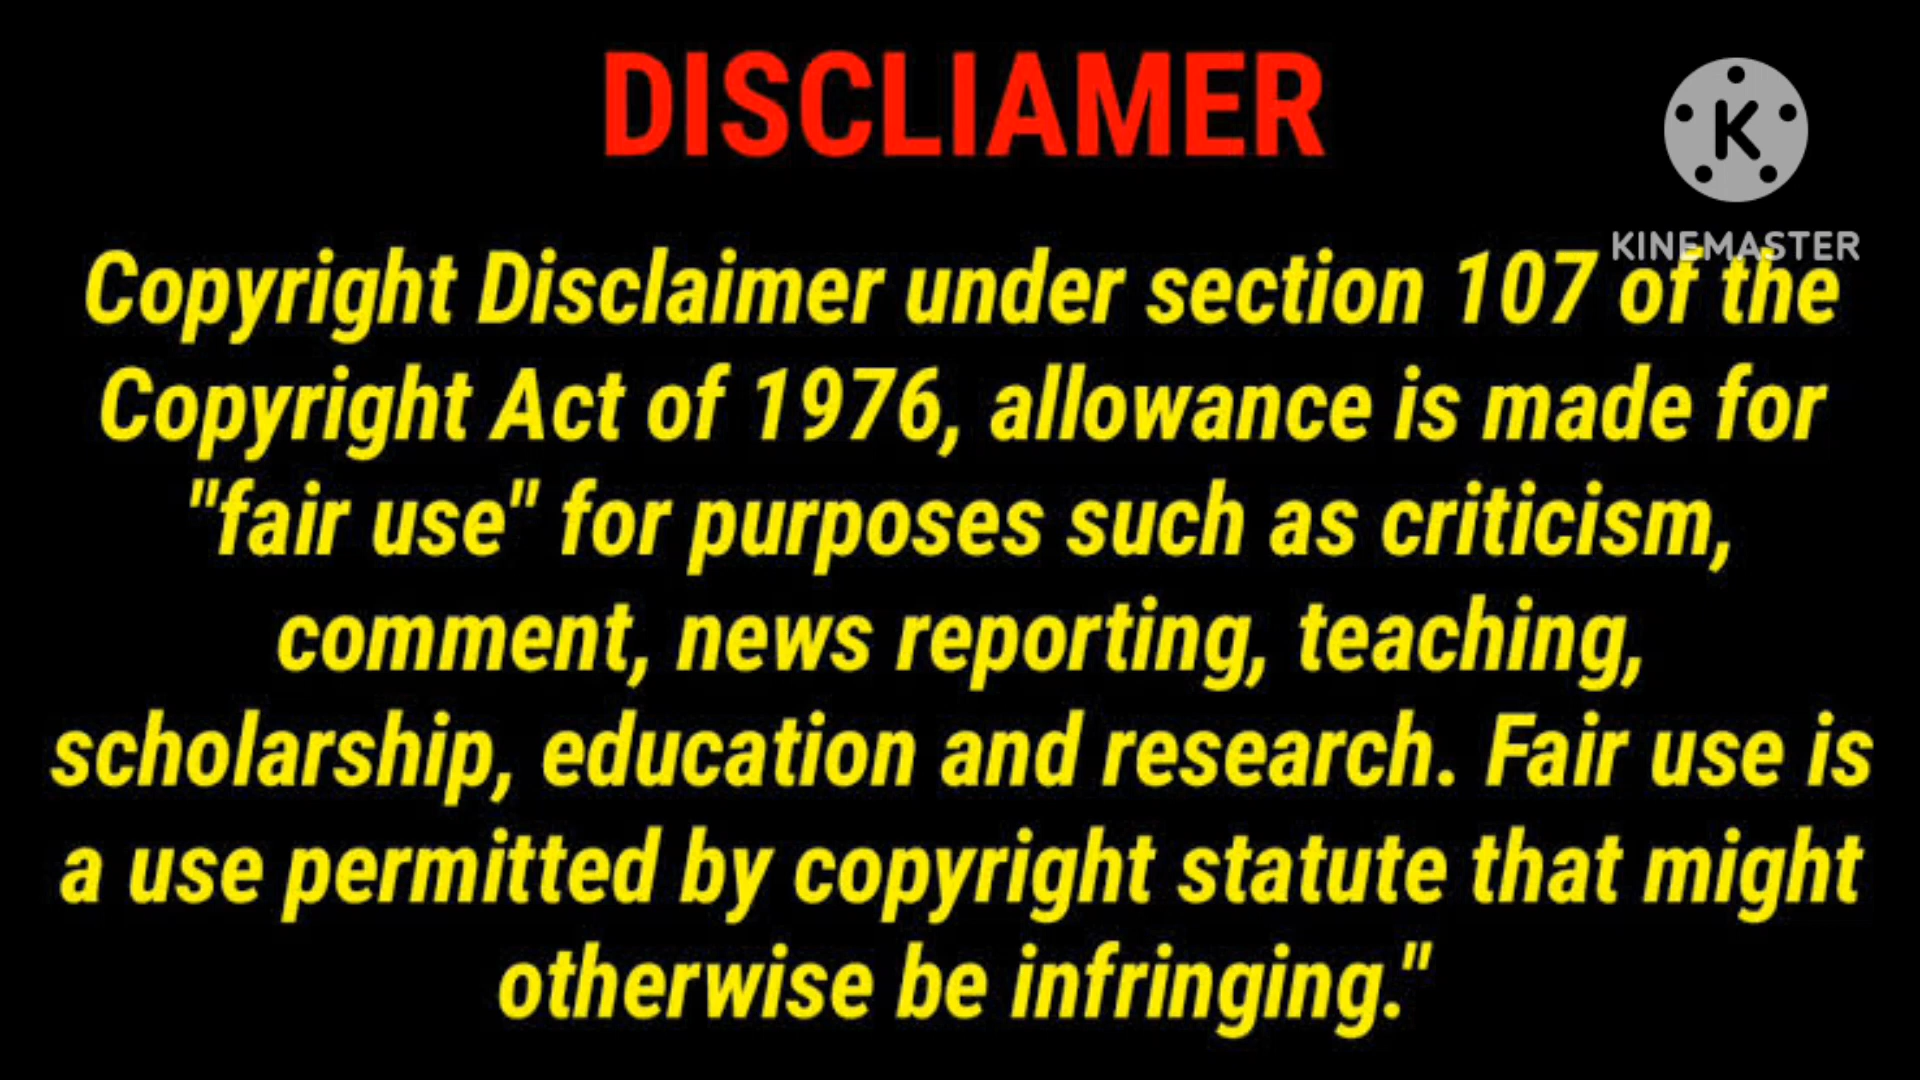 DISCLIAMER
K
KINEMASTER
Copyright Disclaimer under section 107 of the
Copyright Act of 1976, allowance is made for
"fair use" for purposes such as criticism,
comment, news reporting, teaching,
scholarship, education and research. Fair use is
a use permitted by copyright statute that might
otherwise be infringing."